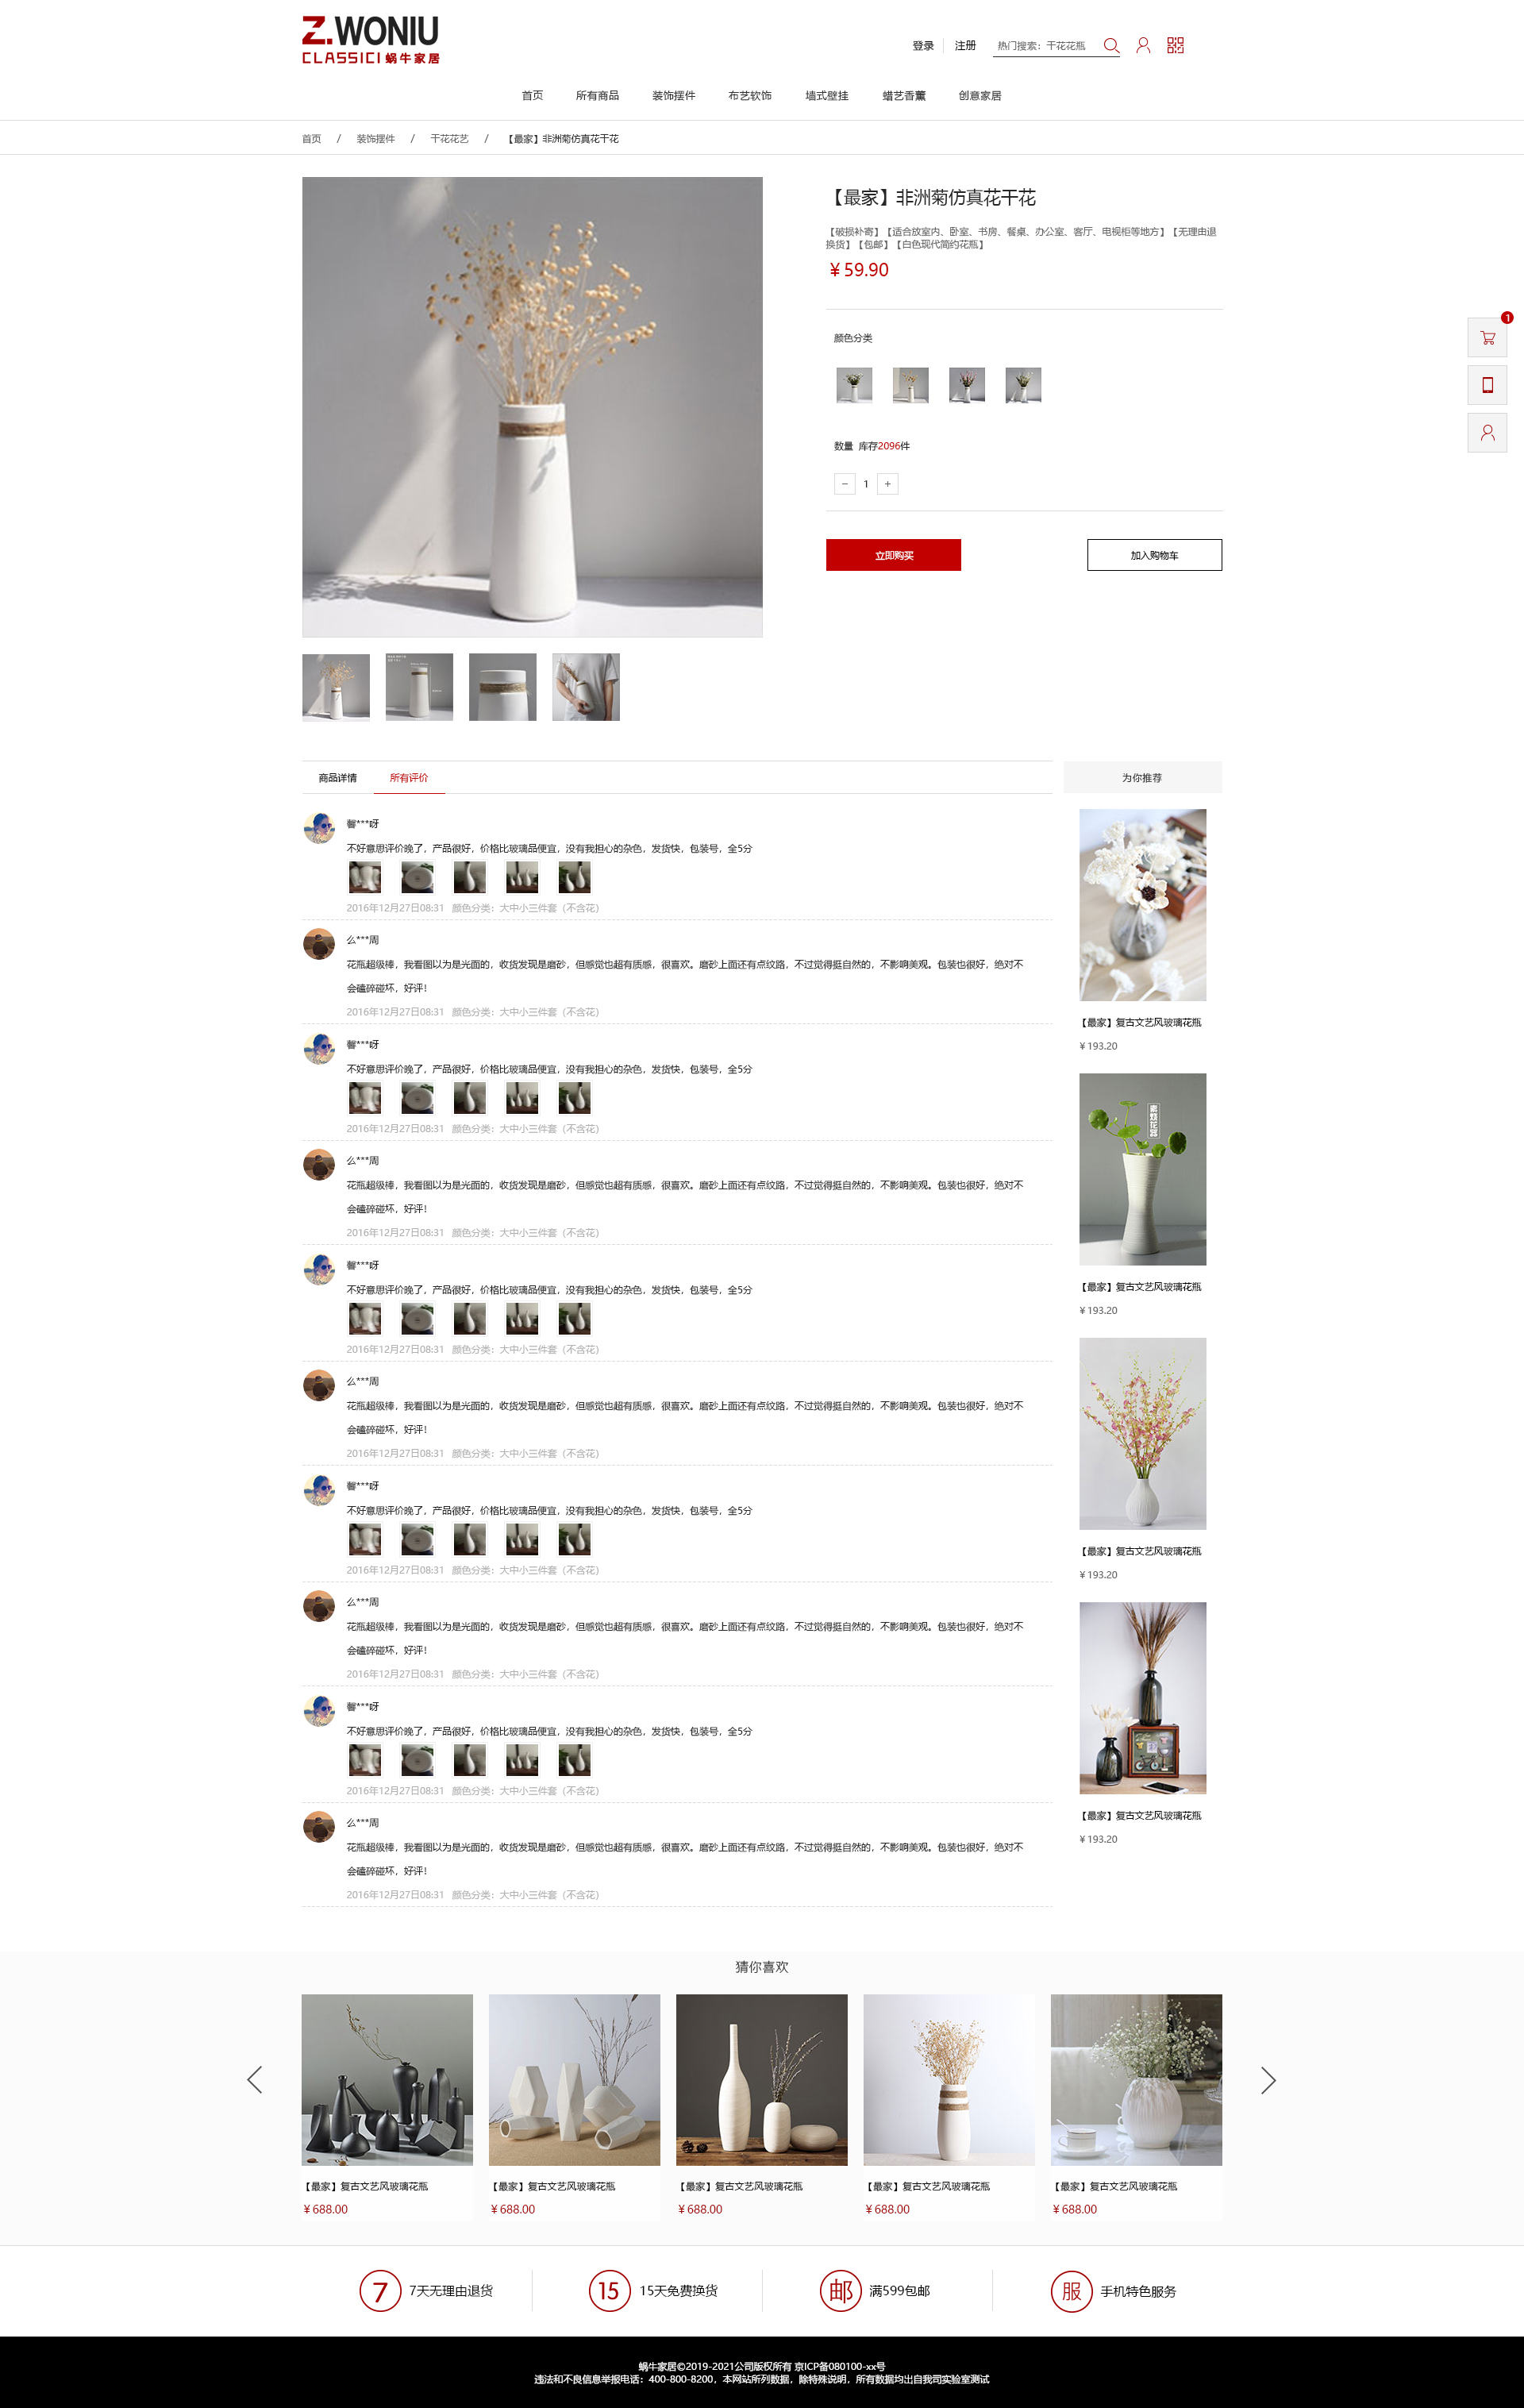 Z.WONIU
CLASSICI 蜗牛家居
登录 注册 热门搜索：干花花瓶
首页 所有商品 装饰摆件 布艺软饰 墙式壁挂 蜡艺香薰 创意家居
首页 / 装饰摆件 / 干花花艺 / 【最家】非洲菊仿真花干花
【最家】非洲菊仿真花干花
【破损补寄】【适合放室内、卧室、书房、餐桌、办公室、客厅、电视柜等地方】【无理由退
换货】【包邮】【白色现代简约花瓶】
¥ 59.90
1
颜色分类
数量 库存2096件
− 1 +
立即购买 加入购物车
商品详情 所有评价
为你推荐
馨***呀
不好意思评价晚了，产品很好，价格比玻璃品便宜，没有我担心的杂色，发货快，包装号，全5分
2016年12月27日08:31 颜色分类：大中小三件套（不含花）
么***周
花瓶超级棒，我看图以为是光面的，收货发现是磨砂，但感觉也超有质感，很喜欢。磨砂上面还有点纹路，不过觉得挺自然的，不影响美观。包装也很好，绝对不
会磕碎碰坏，好评！
2016年12月27日08:31 颜色分类：大中小三件套（不含花）
馨***呀
不好意思评价晚了，产品很好，价格比玻璃品便宜，没有我担心的杂色，发货快，包装号，全5分
2016年12月27日08:31 颜色分类：大中小三件套（不含花）
么***周
花瓶超级棒，我看图以为是光面的，收货发现是磨砂，但感觉也超有质感，很喜欢。磨砂上面还有点纹路，不过觉得挺自然的，不影响美观。包装也很好，绝对不
会磕碎碰坏，好评！
2016年12月27日08:31 颜色分类：大中小三件套（不含花）
馨***呀
不好意思评价晚了，产品很好，价格比玻璃品便宜，没有我担心的杂色，发货快，包装号，全5分
2016年12月27日08:31 颜色分类：大中小三件套（不含花）
么***周
花瓶超级棒，我看图以为是光面的，收货发现是磨砂，但感觉也超有质感，很喜欢。磨砂上面还有点纹路，不过觉得挺自然的，不影响美观。包装也很好，绝对不
会磕碎碰坏，好评！
2016年12月27日08:31 颜色分类：大中小三件套（不含花）
馨***呀
不好意思评价晚了，产品很好，价格比玻璃品便宜，没有我担心的杂色，发货快，包装号，全5分
2016年12月27日08:31 颜色分类：大中小三件套（不含花）
么***周
花瓶超级棒，我看图以为是光面的，收货发现是磨砂，但感觉也超有质感，很喜欢。磨砂上面还有点纹路，不过觉得挺自然的，不影响美观。包装也很好，绝对不
会磕碎碰坏，好评！
2016年12月27日08:31 颜色分类：大中小三件套（不含花）
馨***呀
不好意思评价晚了，产品很好，价格比玻璃品便宜，没有我担心的杂色，发货快，包装号，全5分
2016年12月27日08:31 颜色分类：大中小三件套（不含花）
么***周
花瓶超级棒，我看图以为是光面的，收货发现是磨砂，但感觉也超有质感，很喜欢。磨砂上面还有点纹路，不过觉得挺自然的，不影响美观。包装也很好，绝对不
会磕碎碰坏，好评！
2016年12月27日08:31 颜色分类：大中小三件套（不含花）
【最家】复古文艺风玻璃花瓶
¥ 193.20
素烧花器
【最家】复古文艺风玻璃花瓶
¥ 193.20
【最家】复古文艺风玻璃花瓶
¥ 193.20
【最家】复古文艺风玻璃花瓶
¥ 193.20
猜你喜欢
【最家】复古文艺风玻璃花瓶 【最家】复古文艺风玻璃花瓶 【最家】复古文艺风玻璃花瓶 【最家】复古文艺风玻璃花瓶 【最家】复古文艺风玻璃花瓶
¥ 688.00 ¥ 688.00 ¥ 688.00 ¥ 688.00 ¥ 688.00
7 7天无理由退货 15 15天免费换货 邮 满599包邮 服 手机特色服务
蜗牛家居©2019-2021公司版权所有 京ICP备080100-xx号
违法和不良信息举报电话：400-800-8200，本网站所列数据，除特殊说明，所有数据均出自我司实验室测试